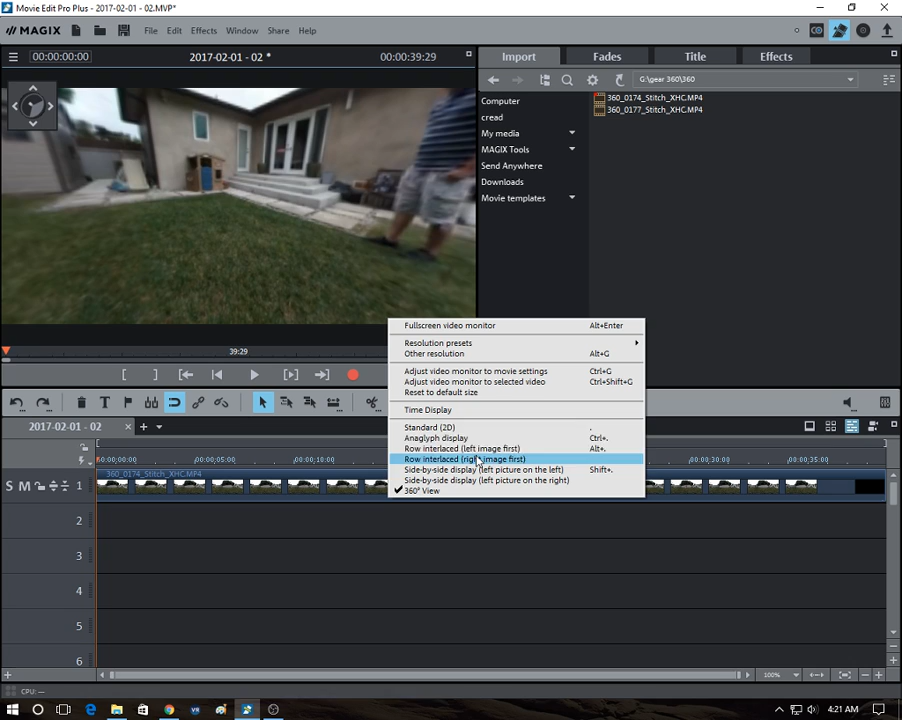 Movie Edit Pro Plus - 2017-02-01 - 02.MVP*
MAGIX File Edit Effects Window Share Help
00:00:00:00 2017-02-01 - 02 * 00:00:39:29
Import Fades Title Effects
G:\gear 360\360
Computer
cread
My media
MAGIX Tools
Send Anywhere
Downloads
Movie templates
360_0174_Stitch_XHC.MP4
360_0177_Stitch_XHC.MP4
39:29
Fullscreen video monitor Alt+Enter
Resolution presets
Other resolution Alt+G
Adjust video monitor to movie settings Ctrl+G
Adjust video monitor to selected video Ctrl+Shift+G
Reset to default size
Time Display
Standard (2D) .
Anaglyph display Ctrl+.
Row interlaced (left image first) Alt+.
Row interlaced (right image first)
Side-by-side display (left picture on the left) Shift+.
Side-by-side display (left picture on the right)
360° View
2017-02-01 - 02
00:00:00:00 00:00:05:00 00:00:10:00 00:00:30:00 00:00:35:00
360_0174_Stitch_XHC.MP4
S M 1
2
3
4
5
6
100%
CPU: —
4:21 AM